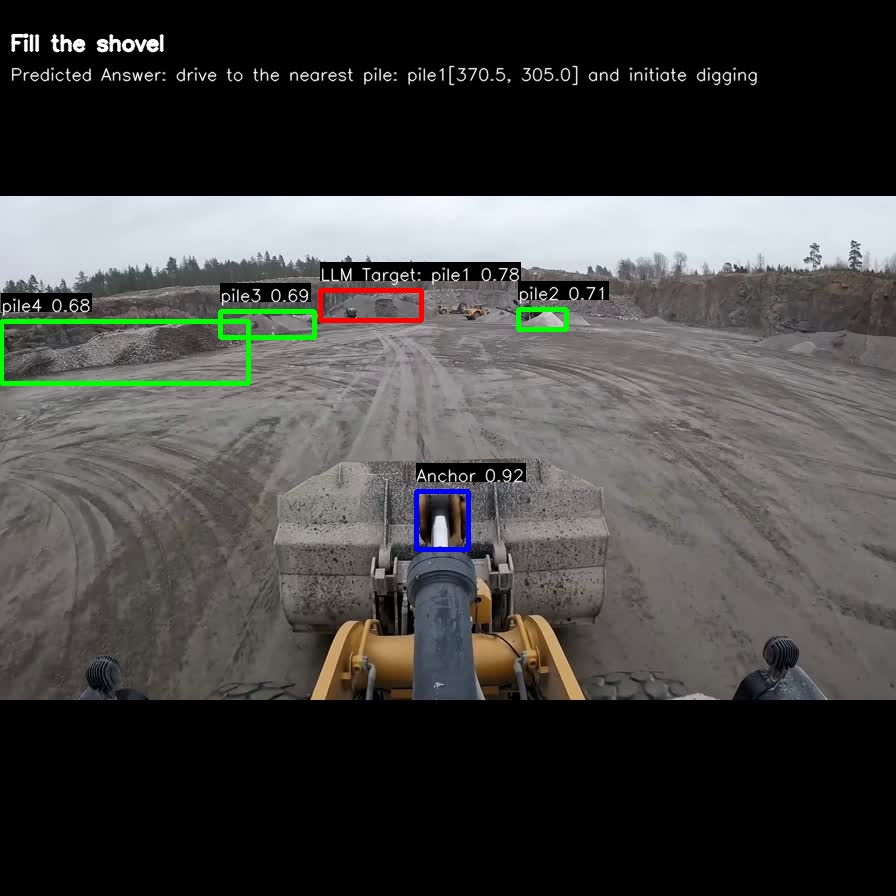 Fill the shovel
Predicted Answer: drive to the nearest pile: pile1[370.5, 305.0] and initiate digging
LLM Target: pile1 0.78
pile4 0.68
pile3 0.69
pile2 0.71
Anchor 0.92